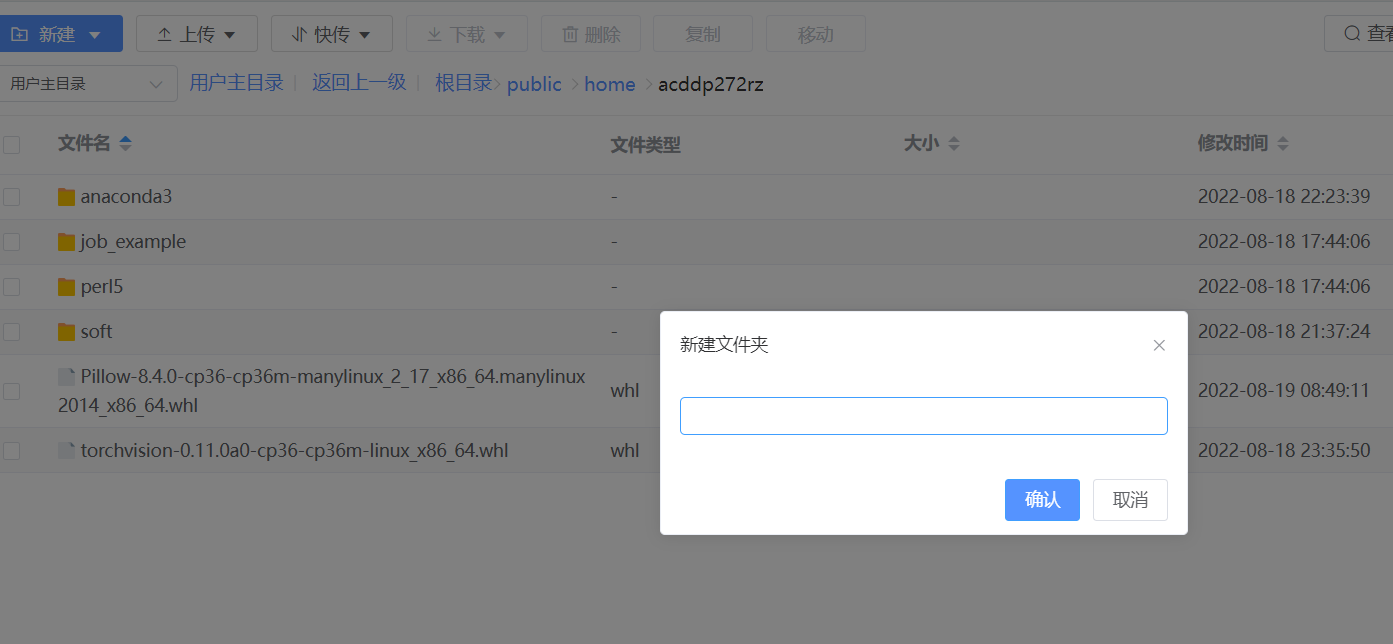 新建 上传 快传 下载 删除 复制 移动 查看
用户主目录 用户主目录 返回上一级 根目录 public home acddp272rz
文件名 文件类型 大小 修改时间
anaconda3 - 2022-08-18 22:23:39
job_example - 2022-08-18 17:44:06
perl5 - 2022-08-18 17:44:06
soft - 2022-08-18 21:37:24
Pillow-8.4.0-cp36-cp36m-manylinux_2_17_x86_64.manylinux
2014_x86_64.whl whl 2022-08-19 08:49:11
torchvision-0.11.0a0-cp36-cp36m-linux_x86_64.whl whl 2022-08-18 23:35:50
新建文件夹
确认 取消